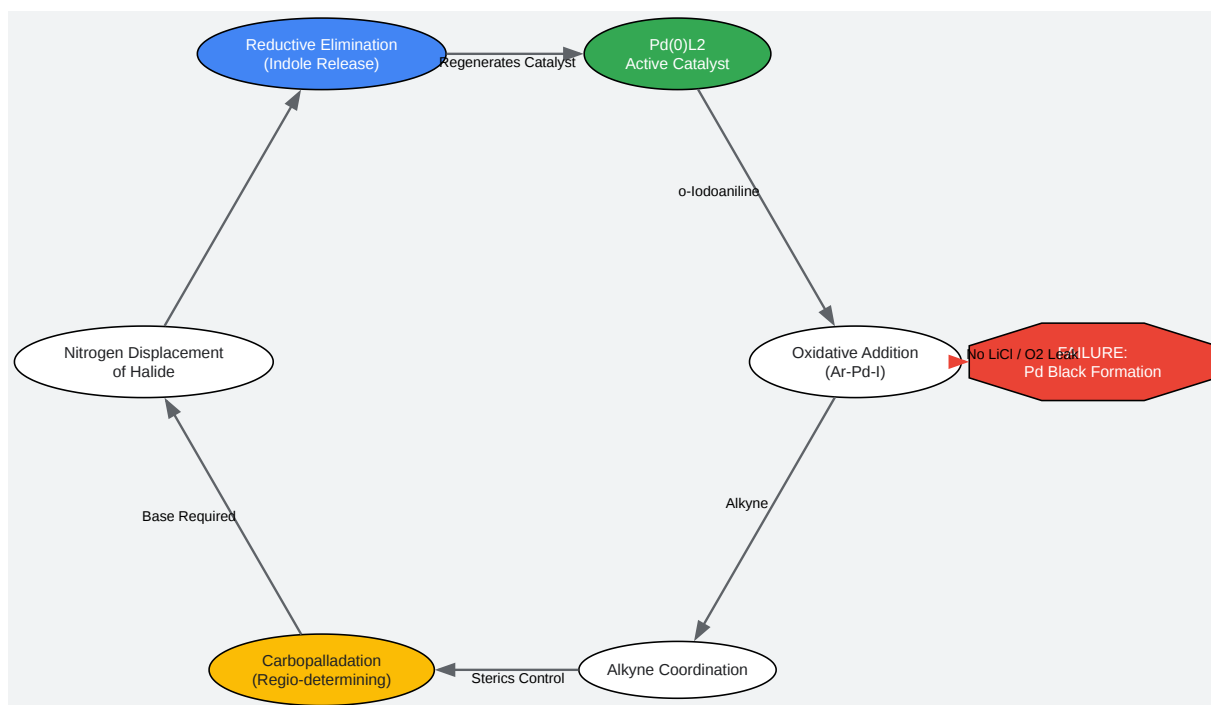 Reductive Elimination
(Indole Release)
Regenerates Catalyst
Pd(0)L2
Active Catalyst
o-Iodoaniline
Nitrogen Displacement
of Halide
Oxidative Addition
(Ar-Pd-I)
No LiCl / O2 Leak
FAILURE:
Pd Black Formation
Alkyne
Base Required
Carbopalladation
(Regio-determining)
Sterics Control
Alkyne Coordination